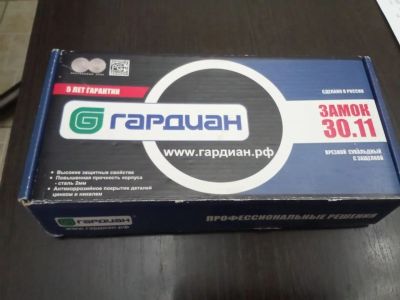 5 ЛЕТ ГАРАНТИИ
СДЕЛАНО В РОССИИ
ГАРДИАН
ЗАМОК
30.11
www.гардиан.рф
ВРЕЗНОЙ СУВАЛЬДНЫЙ
С ЗАЩЕЛКОЙ
• Высокие защитные свойства
• Повышенная прочность корпуса
- сталь 2мм
• Антикоррозийное покрытие деталей
цинком и никелем
ГАРДИАН
www.гардиан.рф
ПРОФЕССИОНАЛЬНЫЕ РЕШЕНИЯ